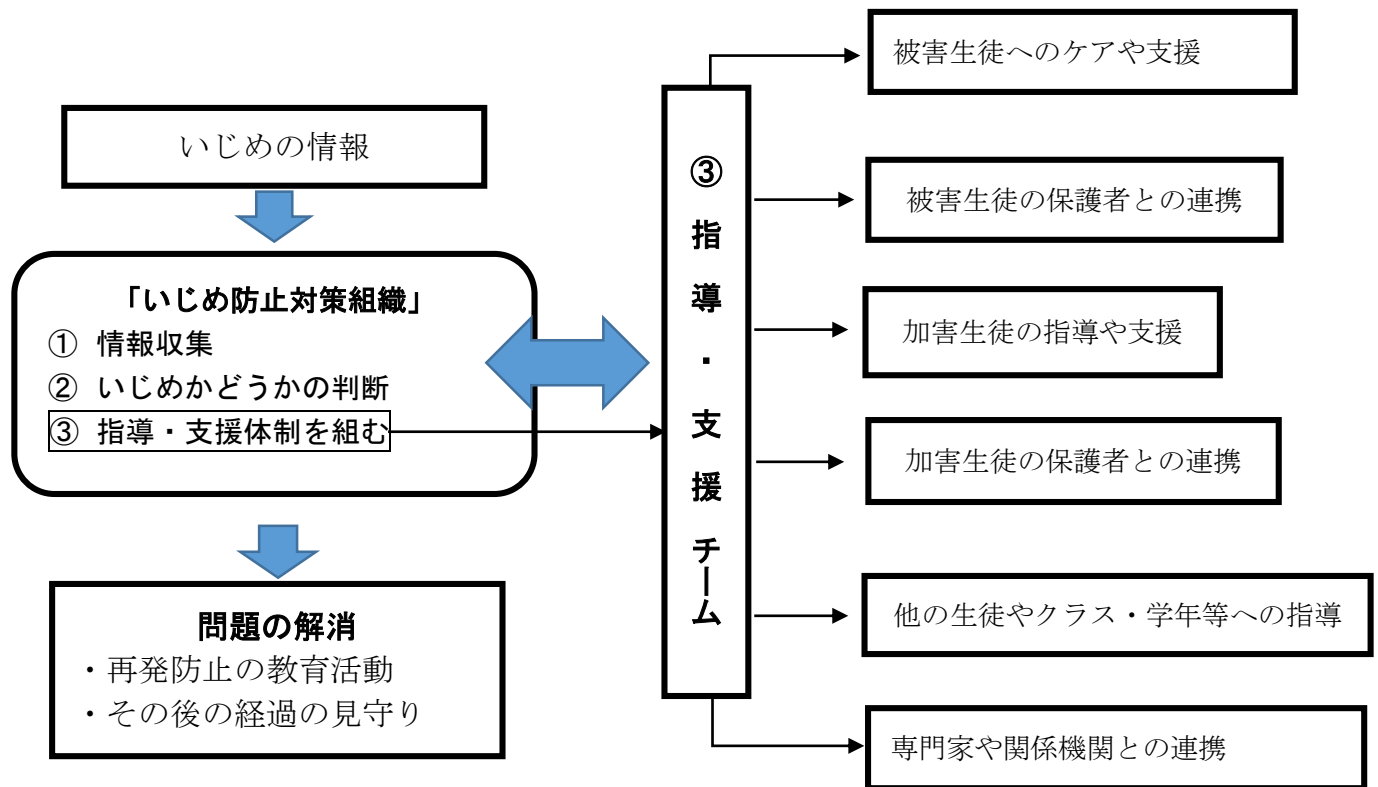 いじめの情報
「いじめ防止対策組織」
① 情報収集
② いじめかどうかの判断
③ 指導・支援体制を組む
問題の解消
・再発防止の教育活動
・その後の経過の見守り
③指導・支援チーム
被害生徒へのケアや支援
被害生徒の保護者との連携
加害生徒の指導や支援
加害生徒の保護者との連携
他の生徒やクラス・学年等への指導
専門家や関係機関との連携